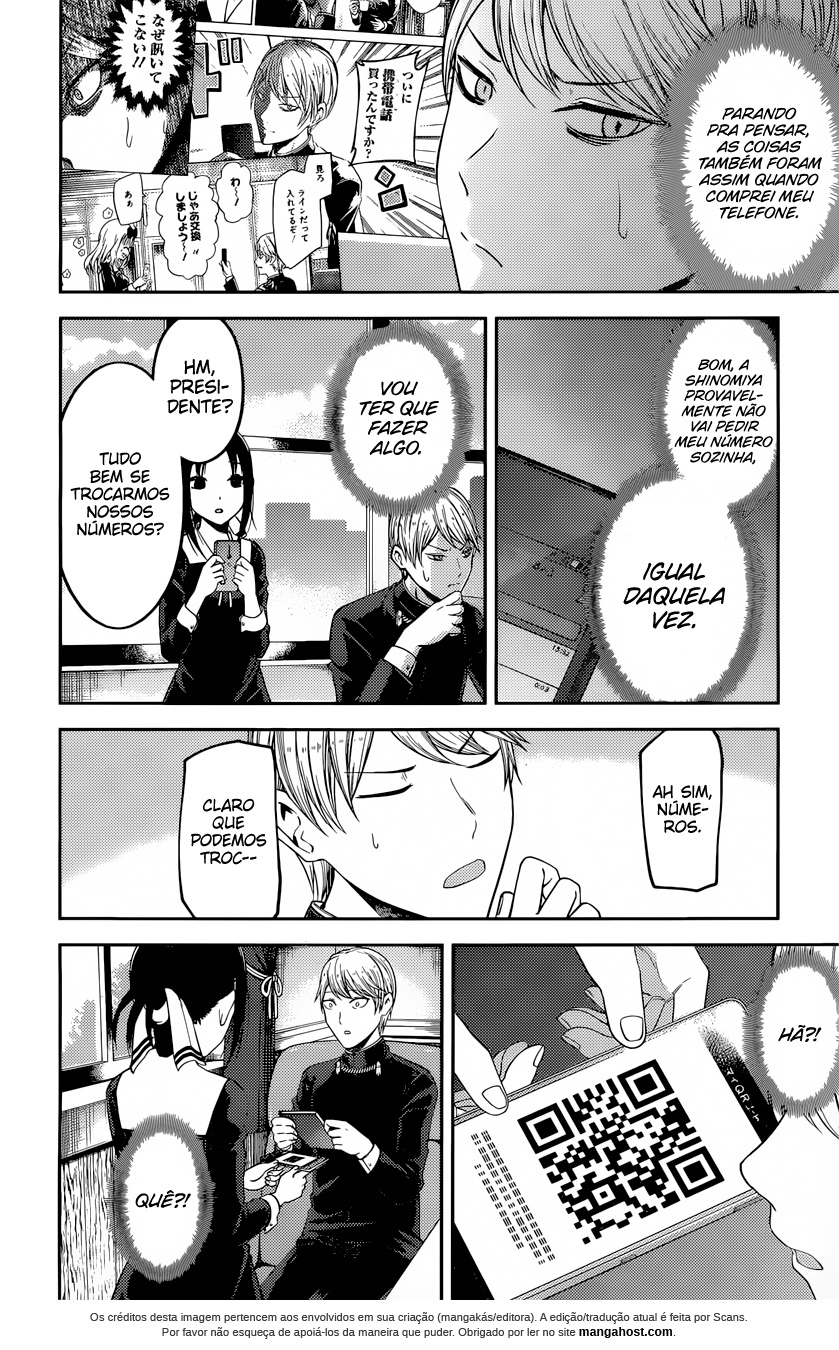 PARANDO
PRA PENSAR,
AS COISAS
TAMBÉM FORAM
ASSIM QUANDO
COMPREI MEU
TELEFONE.
ついに
携帯電話
買ったんですか?
なぜ訊いて
こない!!
見ろ
ラインだって
入れてるぞ!
わ〜〜
じゃあ交換
しましょう〜〜
あぁ
BOM, A
SHINOMIYA
PROVAVEL-
MENTE NÃO
VAI PEDIR
MEU NÚMERO
SOZINHA,
IGUAL
DAQUELA
VEZ.
VOU
TER QUE
FAZER
ALGO.
HM,
PRESI-
DENTE?
TUDO
BEM SE
TROCARMOS
NOSSOS
NÚMEROS?
AH SIM,
NÚME-
ROS.
CLARO
QUE
PODEMOS
TROC--
HÃ?!
QUÊ?!
Os créditos desta imagem pertencem aos envolvidos em sua criação (mangakás/editora). A edição/tradução atual é feita por Scans.
Por favor não esqueça de apoiá-los da maneira que puder. Obrigado por ler no site mangahost.com.